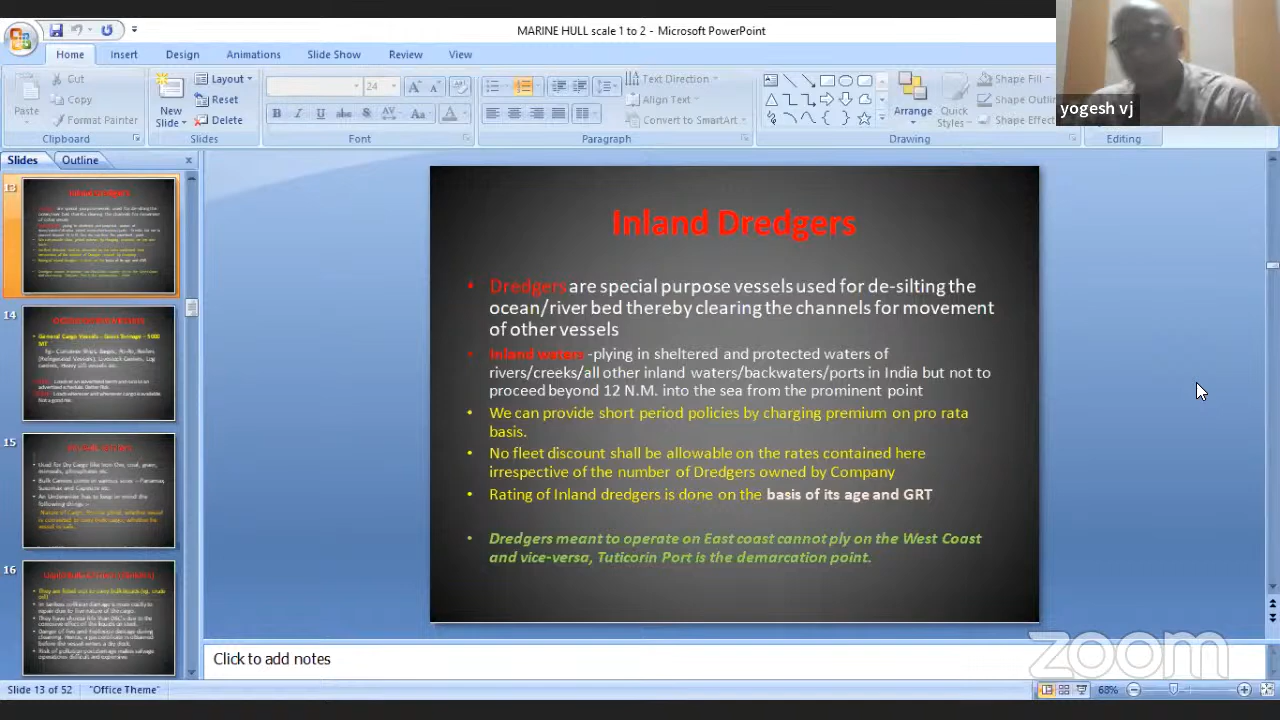 MARINE HULL scale 1 to 2 - Microsoft PowerPoint
Home Insert Design Slide Show Animations Review View
Cut
Copy
Format Painter
Paste
Clipboard
New Slide
Layout
Reset
Delete
Slides
24
Font
Text Direction
Align Text
Convert to SmartArt
Paragraph
Arrange
Quick Styles
Shape Fill
Shape Outli
Shape Effect
Drawing
Editing
yogesh vj
Slides Outline
13
14
15
16
Inland Dredgers
Dredgers are special purpose vessels used for de-silting the
ocean/river bed thereby clearing the channels for movement
of other vessels
Inland waters -plying in sheltered and protected waters of
rivers/creeks/all other inland waters/backwaters/ports in India but not to
proceed beyond 12 N.M. into the sea from the prominent point
We can provide short period policies by charging premium on pro rata
basis.
No fleet discount shall be allowable on the rates contained here
irrespective of the number of Dredgers owned by Company
Rating of Inland dredgers is done on the basis of its age and GRT
Dredgers meant to operate on East coast cannot ply on the West Coast
and vice-versa, Tuticorin Port is the demarcation point.
Click to add notes
zoom
Slide 13 of 52 "Office Theme" 68%